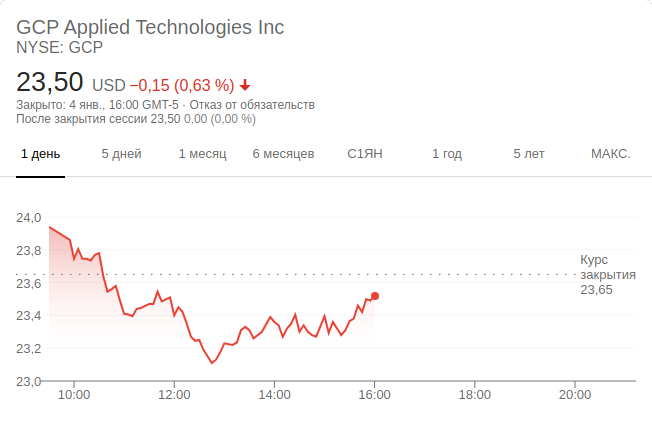 GCP Applied Technologies Inc
NYSE: GCP
23,50 USD −0,15 (0,63 %)
Закрыто: 4 янв., 16:00 GMT-5 · Отказ от обязательств
После закрытия сессии 23,50 0,00 (0,00 %)
1 день 5 дней 1 месяц 6 месяцев С1ЯН 1 год 5 лет МАКС.
24,0
23,8
Курс
закрытия
23,65
23,6
23,4
23,2
23,0
10:00 12:00 14:00 16:00 18:00 20:00